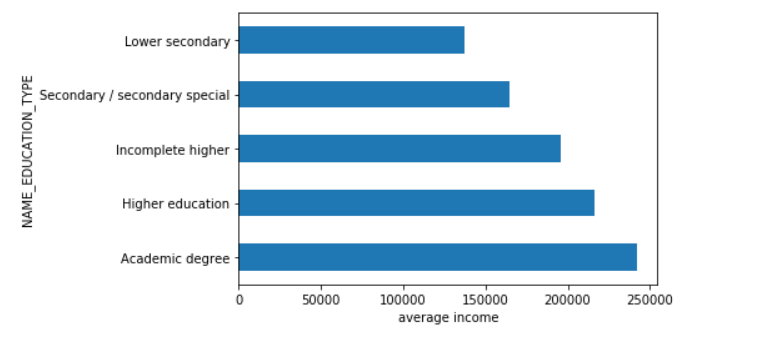 NAME_EDUCATION_TYPE
Lower secondary
Secondary / secondary special
Incomplete higher
Higher education
Academic degree
0 50000 100000 150000 200000 250000
average income